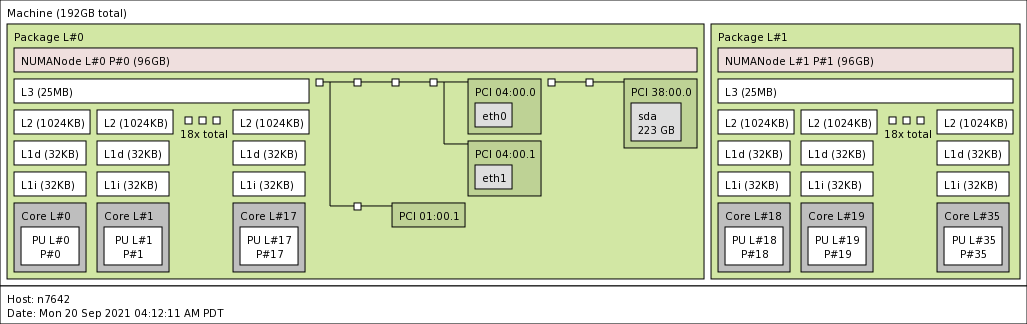 Machine (192GB total)
Package L#0
NUMANode L#0 P#0 (96GB)
L3 (25MB)
L2 (1024KB)
L2 (1024KB)
18x total
L2 (1024KB)
L1d (32KB)
L1d (32KB)
L1d (32KB)
L1i (32KB)
L1i (32KB)
L1i (32KB)
Core L#0
PU L#0
P#0
Core L#1
PU L#1
P#1
Core L#17
PU L#17
P#17
PCI 04:00.0
eth0
PCI 04:00.1
eth1
PCI 01:00.1
PCI 38:00.0
sda
223 GB
Package L#1
NUMANode L#1 P#1 (96GB)
L3 (25MB)
L2 (1024KB)
L2 (1024KB)
18x total
L2 (1024KB)
L1d (32KB)
L1d (32KB)
L1d (32KB)
L1i (32KB)
L1i (32KB)
L1i (32KB)
Core L#18
PU L#18
P#18
Core L#19
PU L#19
P#19
Core L#35
PU L#35
P#35
Host: n7642
Date: Mon 20 Sep 2021 04:12:11 AM PDT